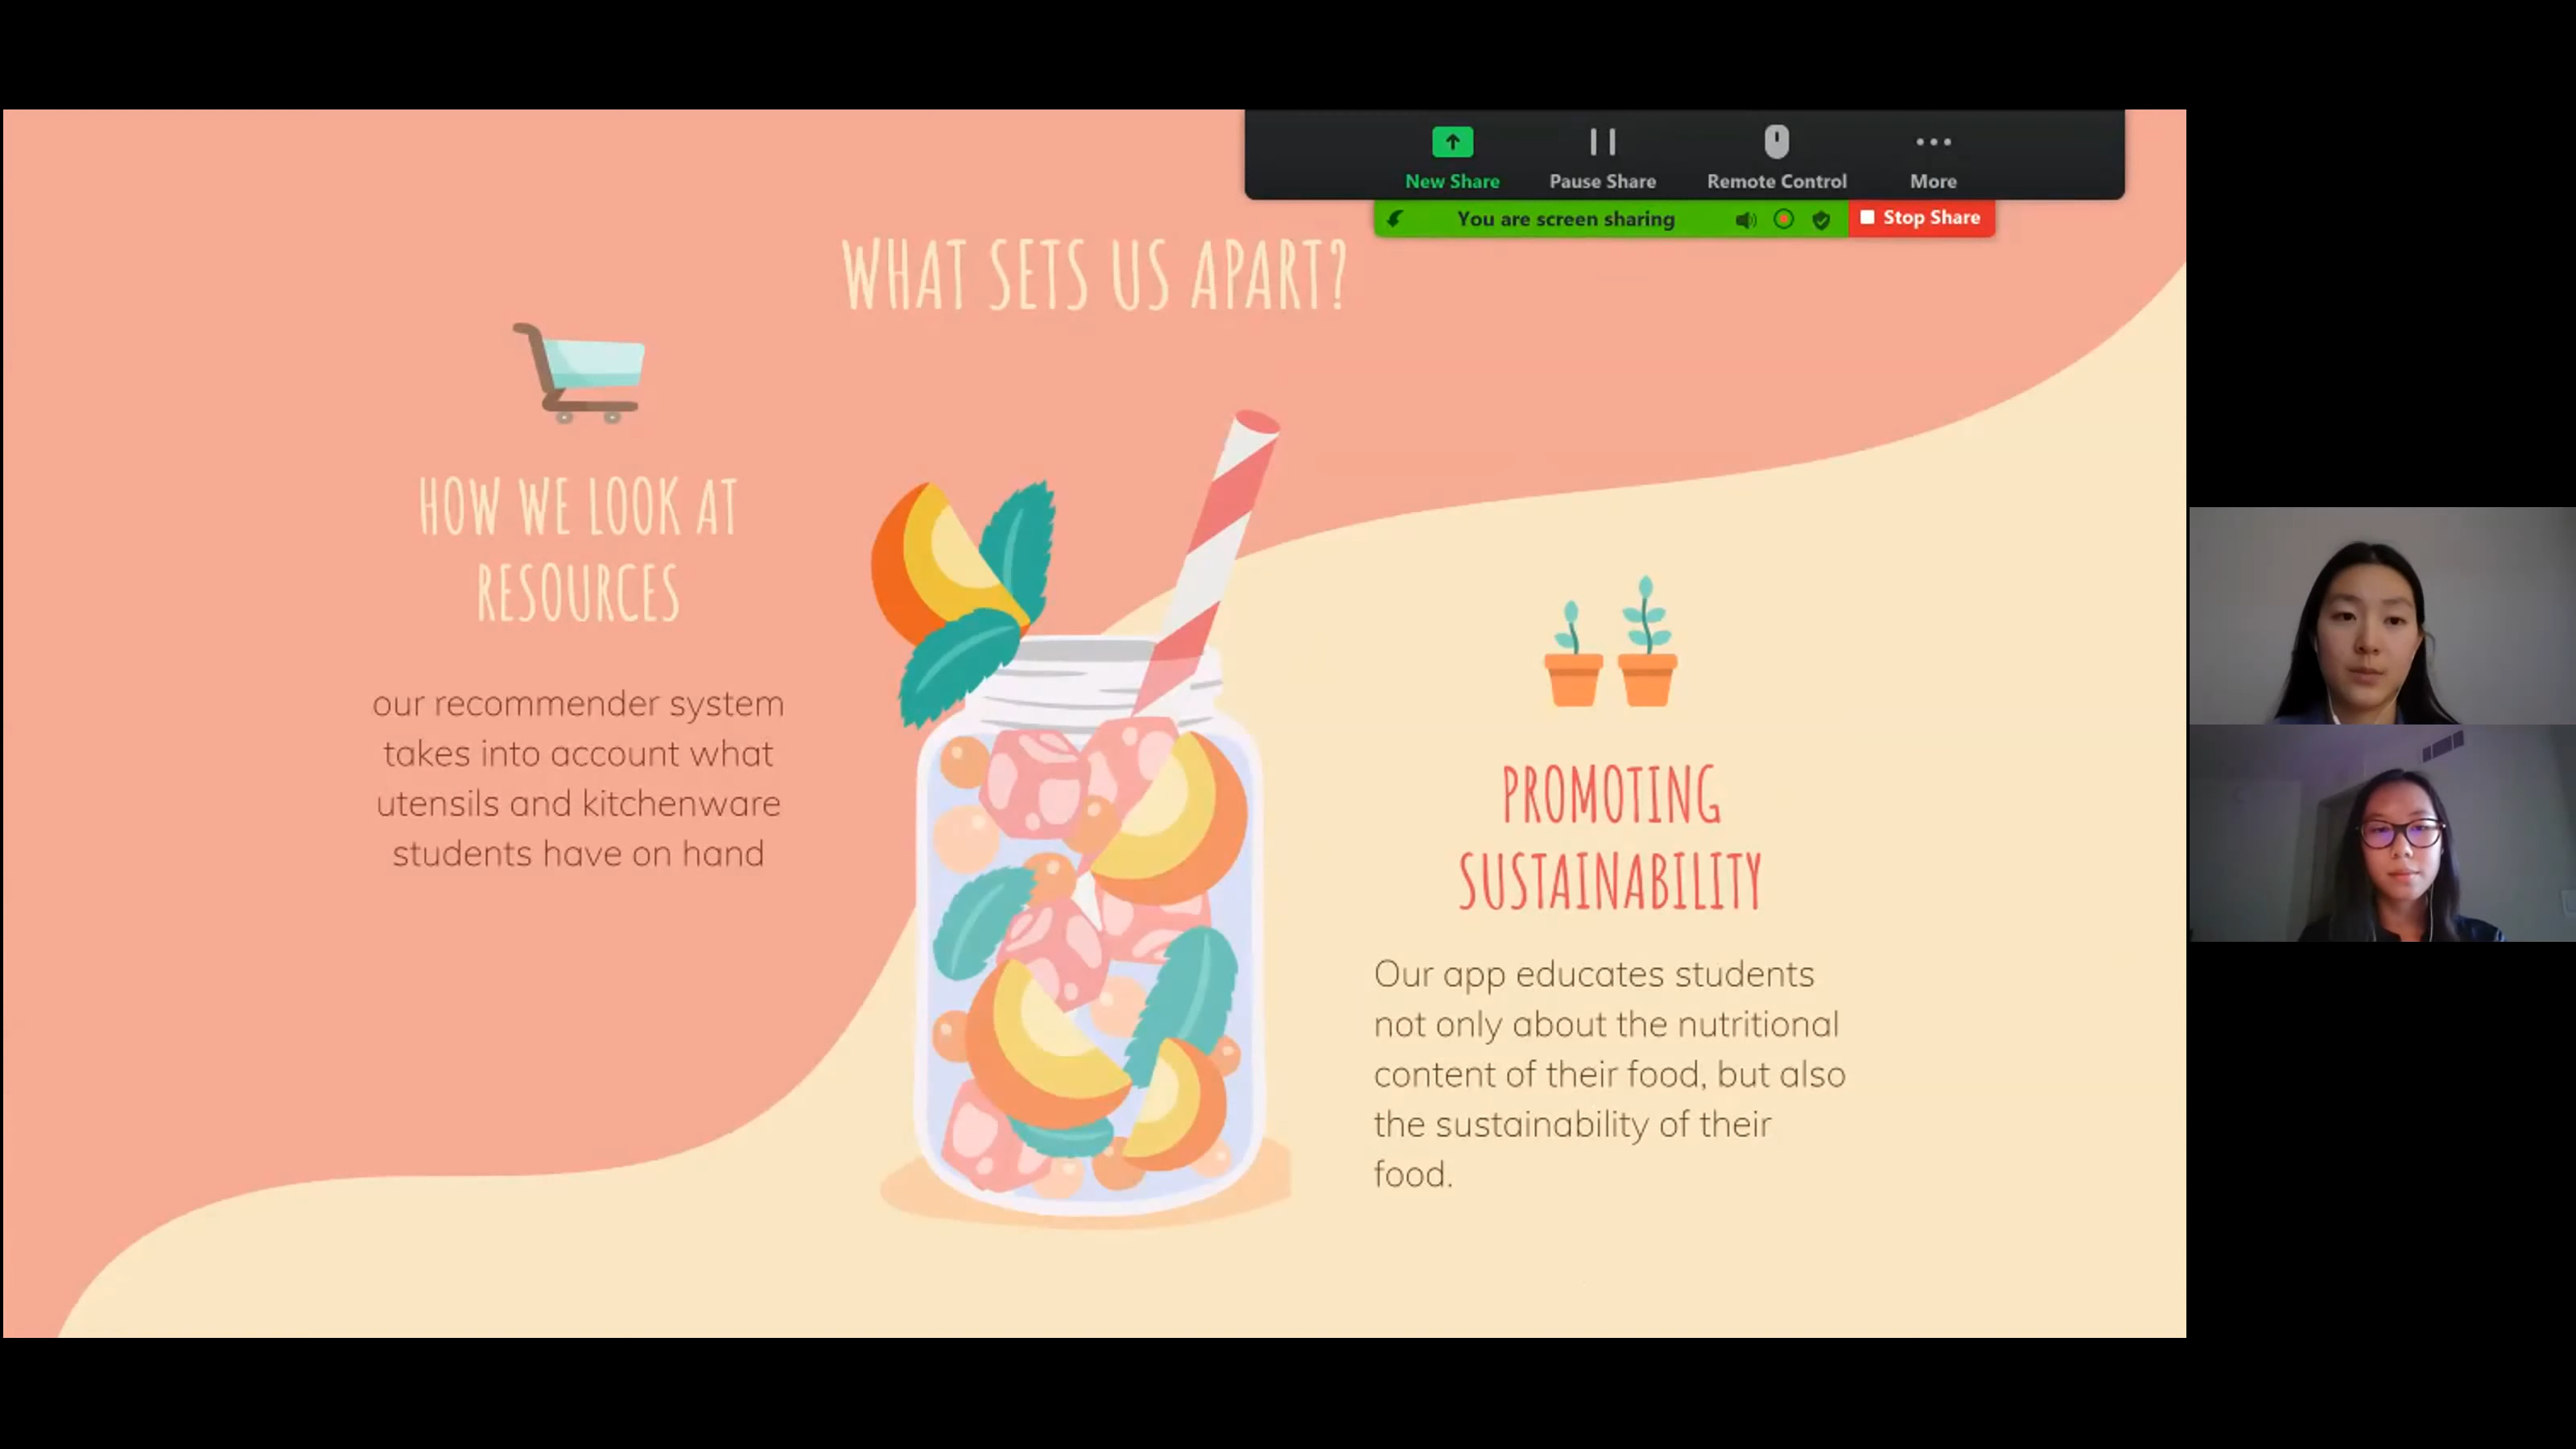 New Share
Pause Share
Remote Control
More
You are screen sharing
Stop Share
WHAT SETS US APART?
HOW WE LOOK AT
RESOURCES
our recommender system
takes into account what
utensils and kitchenware
students have on hand
PROMOTING
SUSTAINABILITY
Our app educates students
not only about the nutritional
content of their food, but also
the sustainability of their
food.